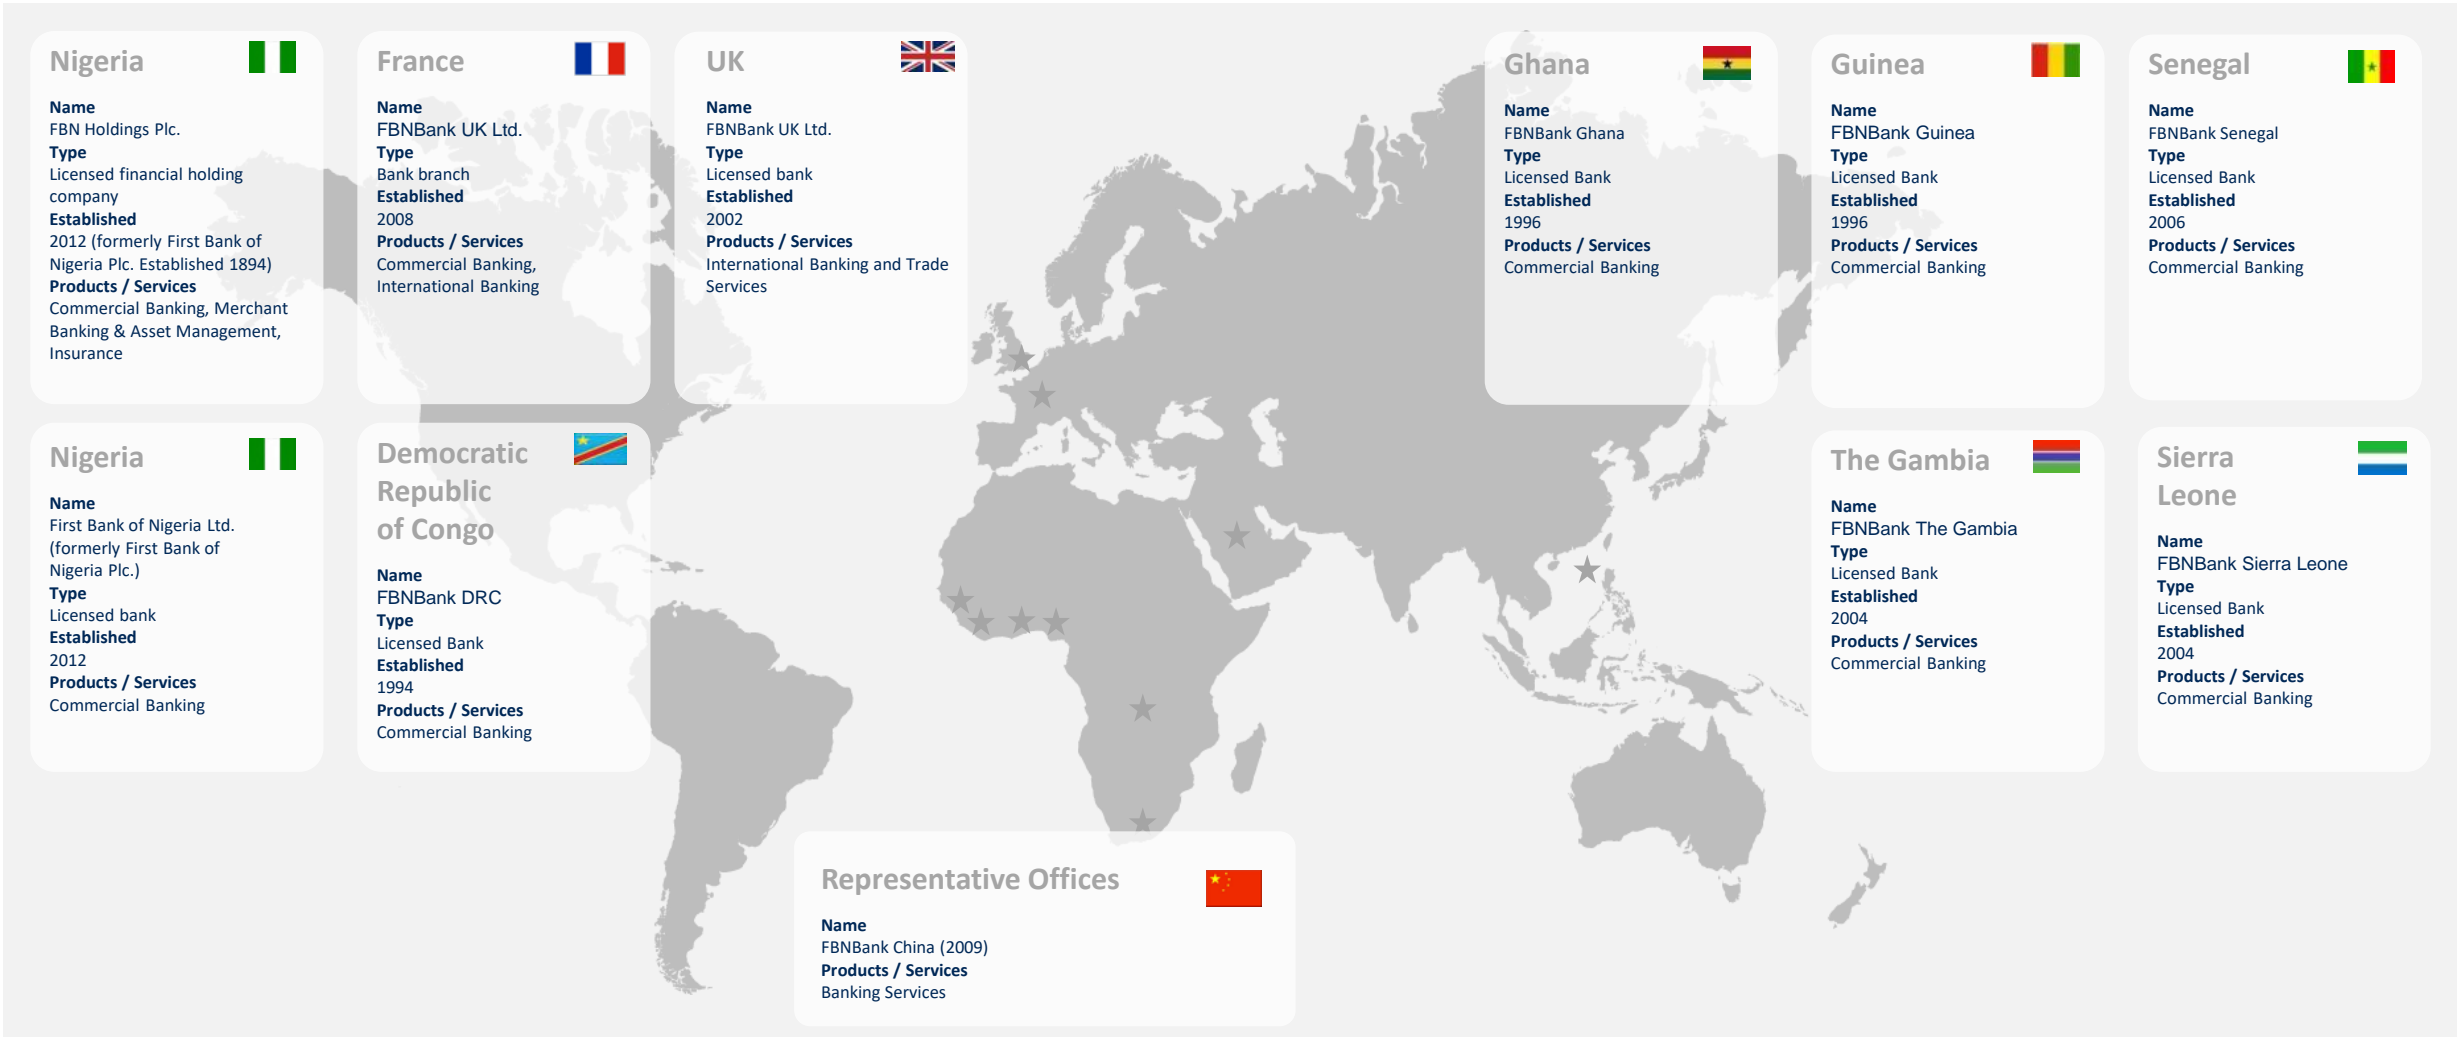 Nigeria
Name
FBN Holdings Plc.
Type
Licensed financial holding
company
Established
2012 (formerly First Bank of
Nigeria Plc. Established 1894)
Products / Services
Commercial Banking, Merchant
Banking & Asset Management,
Insurance
France
Name
FBNBank UK Ltd.
Type
Bank branch
Established
2008
Products / Services
Commercial Banking,
International Banking
UK
Name
FBNBank UK Ltd.
Type
Licensed bank
Established
2002
Products / Services
International Banking and Trade
Services
Ghana
Name
FBNBank Ghana
Type
Licensed Bank
Established
1996
Products / Services
Commercial Banking
Guinea
Name
FBNBank Guinea
Type
Licensed Bank
Established
1996
Products / Services
Commercial Banking
Senegal
Name
FBNBank Senegal
Type
Licensed Bank
Established
2006
Products / Services
Commercial Banking
Nigeria
Name
First Bank of Nigeria Ltd.
(formerly First Bank of
Nigeria Plc.)
Type
Licensed bank
Established
2012
Products / Services
Commercial Banking
Democratic
Republic
of Congo
Name
FBNBank DRC
Type
Licensed Bank
Established
1994
Products / Services
Commercial Banking
The Gambia
Name
FBNBank The Gambia
Type
Licensed Bank
Established
2004
Products / Services
Commercial Banking
Sierra
Leone
Name
FBNBank Sierra Leone
Type
Licensed Bank
Established
2004
Products / Services
Commercial Banking
Representative Offices
Name
FBNBank China (2009)
Products / Services
Banking Services